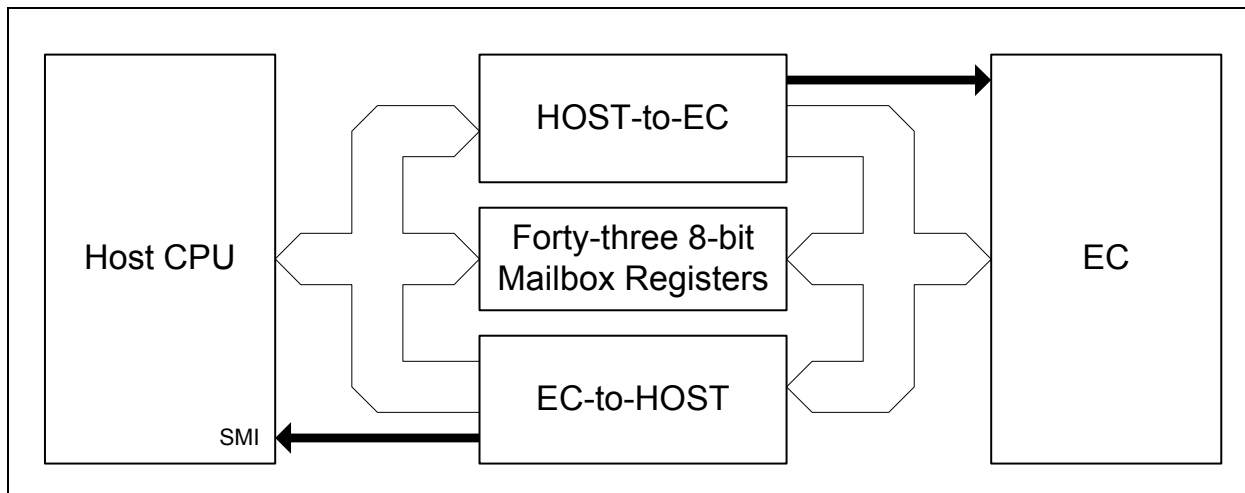 HOST-to-EC
Host CPU
Forty-three 8-bit
Mailbox Registers
EC
EC-to-HOST
SMI